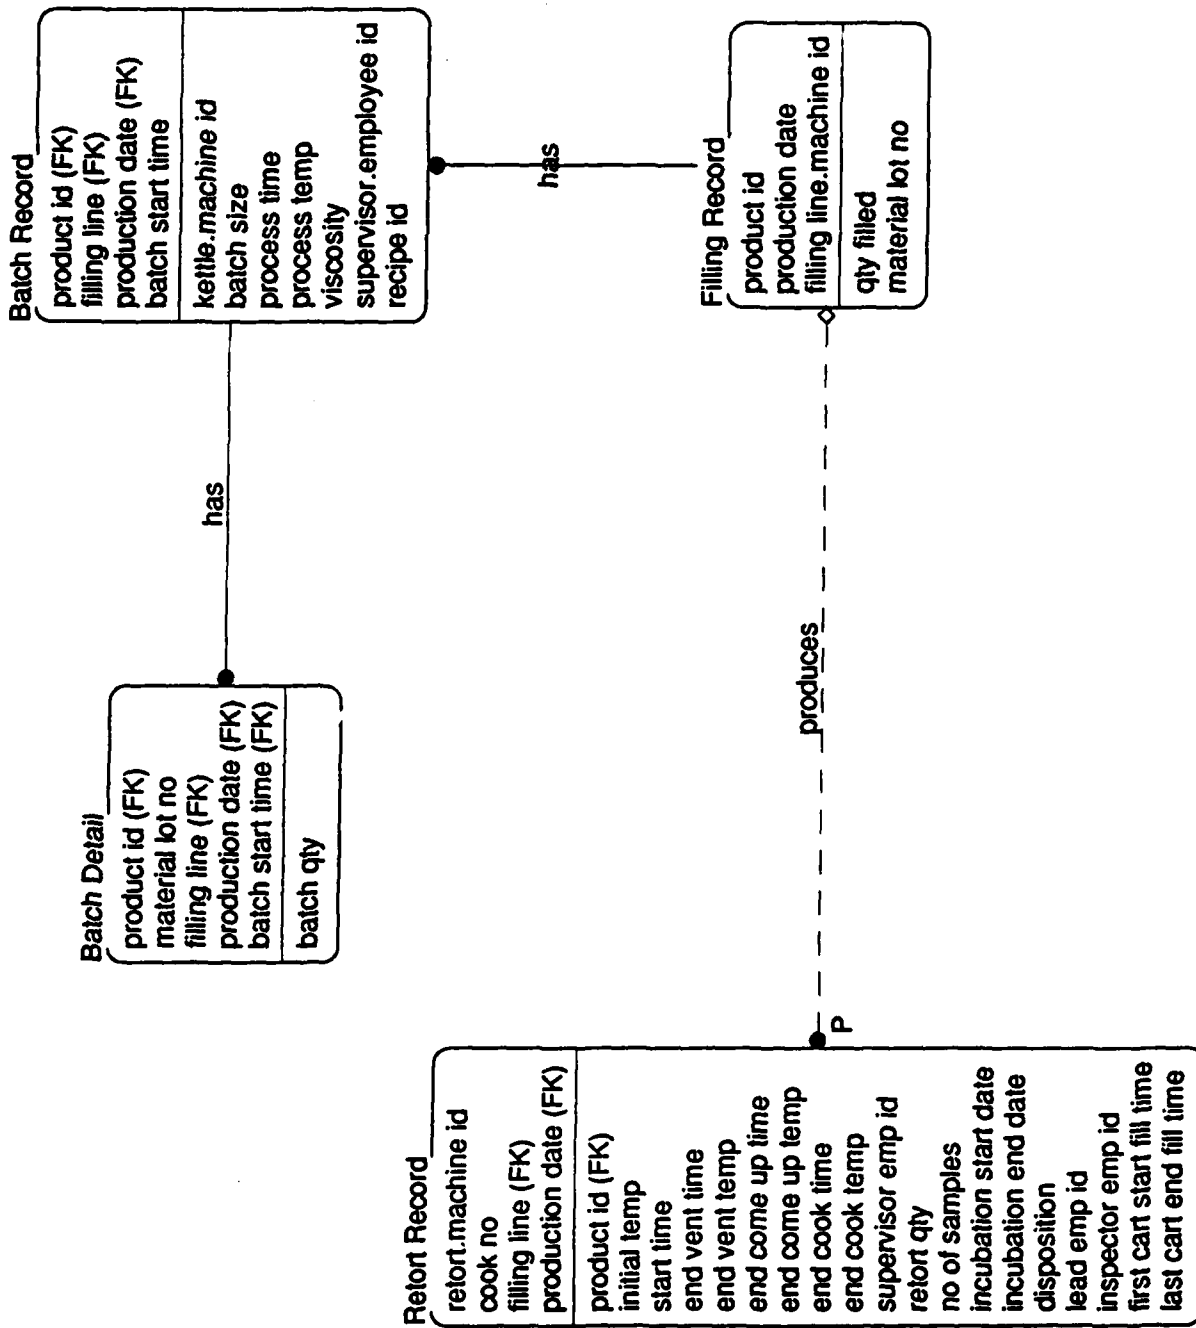 Batch Record
product id (FK)
filling line (FK)
production date (FK)
batch start time
kettle.machine id
batch size
process time
process temp
viscosity
supervisor.employee id
recipe id
has
Filling Record
product id
production date
filling line.machine id
qty filled
material lot no
has
Batch Detail
product id (FK)
material lot no
filling line (FK)
production date (FK)
batch start time (FK)
batch qty
produces
P
Retort Record
retort.machine id
cook no
filling line (FK)
production date (FK)
product id (FK)
initial temp
start time
end vent time
end vent temp
end come up time
end come up temp
end cook time
end cook temp
supervisor emp id
retort qty
no of samples
incubation start date
incubation end date
disposition
lead emp id
inspector emp id
first cart start fill time
last cart end fill time